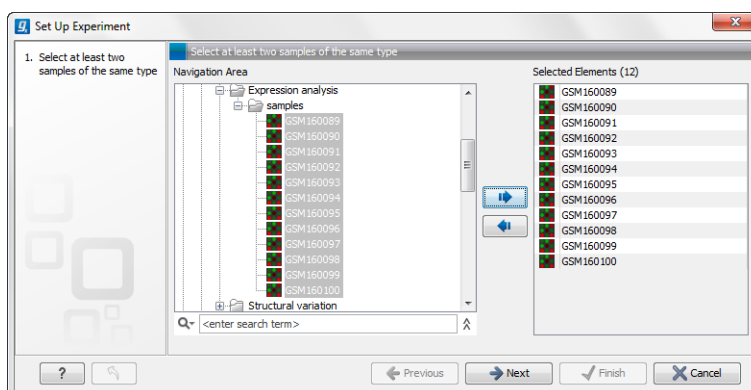 Set Up Experiment
1. Select at least two
samples of the same type
Select at least two samples of the same type
Navigation Area
Expression analysis
samples
GSM160089
GSM160090
GSM160091
GSM160092
GSM160093
GSM160094
GSM160095
GSM160096
GSM160097
GSM160098
GSM160099
GSM160100
Structural variation
<enter search term>
Selected Elements (12)
GSM160089
GSM160090
GSM160091
GSM160092
GSM160093
GSM160094
GSM160095
GSM160096
GSM160097
GSM160098
GSM160099
GSM160100
?
Previous
Next
Finish
Cancel